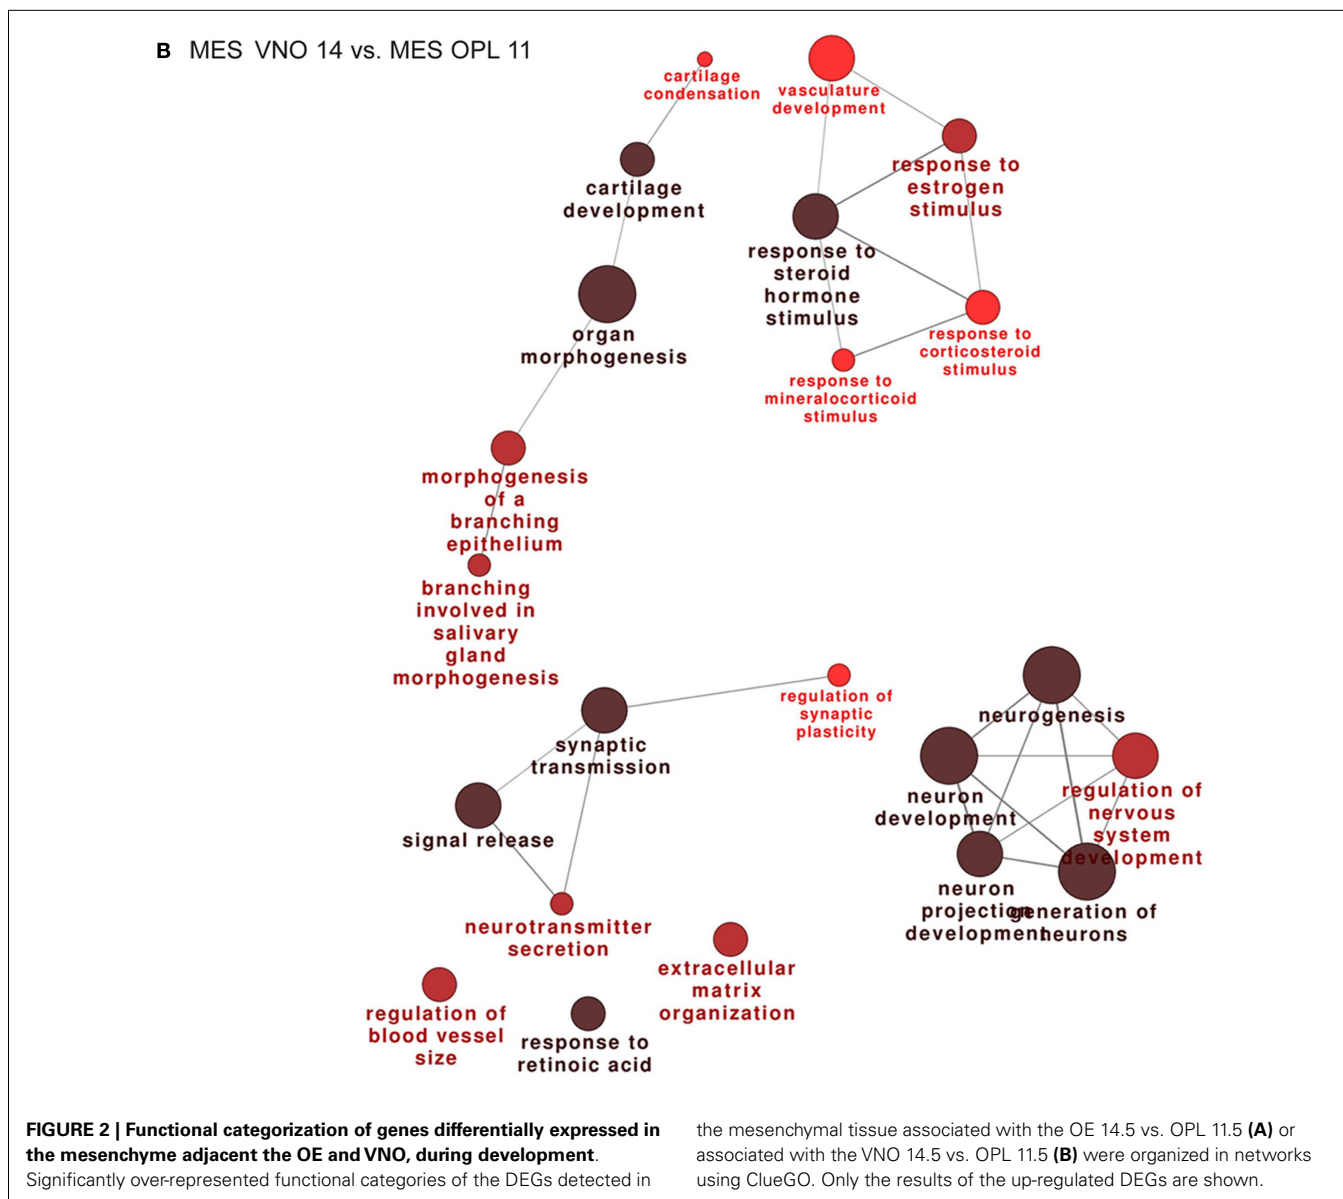 B MES VNO 14 vs. MES OPL 11
cartilage
condensation
vasculature
development
cartilage
development
response to
estrogen
stimulus
response to
steroid
hormone
stimulus
organ
morphogenesis
response to
corticosteroid
stimulus
response to
mineralocorticoid
stimulus
morphogenesis
of a
branching
epithelium
branching
involved in
salivary
gland
morphogenesis
regulation of
synaptic
plasticity
synaptic
transmission
neurogenesis
neuron
development
regulation of
nervous
system
development
signal release
neuron
projection
development
generation of
neurons
neurotransmitter
secretion
extracellular
matrix
organization
regulation of
blood vessel
size
response to
retinoic acid
FIGURE 2 | Functional categorization of genes differentially expressed in
the mesenchyme adjacent the OE and VNO, during development.
Significantly over-represented functional categories of the DEGs detected in
the mesenchymal tissue associated with the OE 14.5 vs. OPL 11.5 (A) or
associated with the VNO 14.5 vs. OPL 11.5 (B) were organized in networks
using ClueGO. Only the results of the up-regulated DEGs are shown.